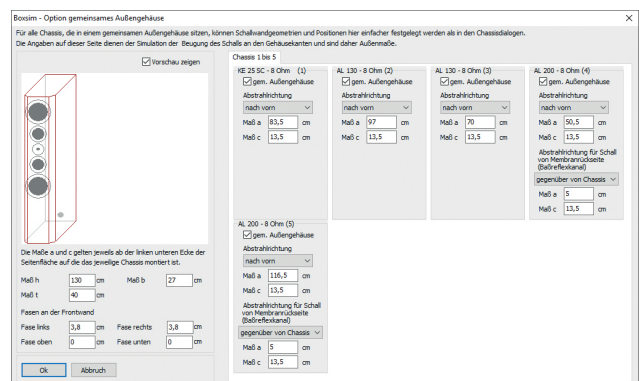 Boxsim - Option gemeinsames Außengehäuse
Für alle Chassis, die in einem gemeinsamen Außengehäuse sitzen, können Schallwandgeometrien und Positionen hier einfacher festgelegt werden als in den Chassisdialogen.
Die Angaben auf dieser Seite dienen der Simulation der Beugung des Schalls an den Gehäusekanten und sind daher Außenmaße.
Vorschau zeigen
Die Maße a und c gelten jeweils ab der linken unteren Ecke der
Seitenfläche auf die das jeweilige Chassis montiert ist.
Maß h 130 cm Maß b 27 cm
Maß t 40 cm
Fasen an der Frontwand
Fase links 3,8 cm Fase rechts 3,8 cm
Fase oben 0 cm Fase unten 0 cm
Ok Abbruch
Chassis 1 bis 5
KE 25 SC - 8 Ohm (1)
gem. Außengehäuse
Abstrahlrichtung
nach vorn
Maß a 83,5 cm
Maß c 13,5 cm
AL 130 - 8 Ohm (2)
gem. Außengehäuse
Abstrahlrichtung
nach vorn
Maß a 97 cm
Maß c 13,5 cm
AL 130 - 8 Ohm (3)
gem. Außengehäuse
Abstrahlrichtung
nach vorn
Maß a 70 cm
Maß c 13,5 cm
AL 200 - 8 Ohm (4)
gem. Außengehäuse
Abstrahlrichtung
nach vorn
Maß a 50,5 cm
Maß c 13,5 cm
Abstrahlrichtung für Schall
von Membranrückseite
(Baßreflexkanal)
gegenüber von Chassis
Maß a 5 cm
Maß c 13,5 cm
AL 200 - 8 Ohm (5)
gem. Außengehäuse
Abstrahlrichtung
nach vorn
Maß a 116,5 cm
Maß c 13,5 cm
Abstrahlrichtung für Schall
von Membranrückseite
(Baßreflexkanal)
gegenüber von Chassis
Maß a 5 cm
Maß c 13,5 cm